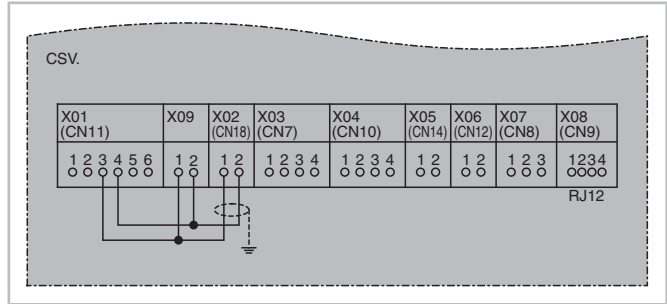 CSV.
X01 X09 X02 X03 X04 X05 X06 X07 X08
(CN11) (CN18) (CN7) (CN10) (CN14) (CN12) (CN8) (CN9)
1 2 3 4 5 6 1 2 1 2 1 2 3 4 1 2 3 4 1 2 1 2 1 2 3 1234
RJ12